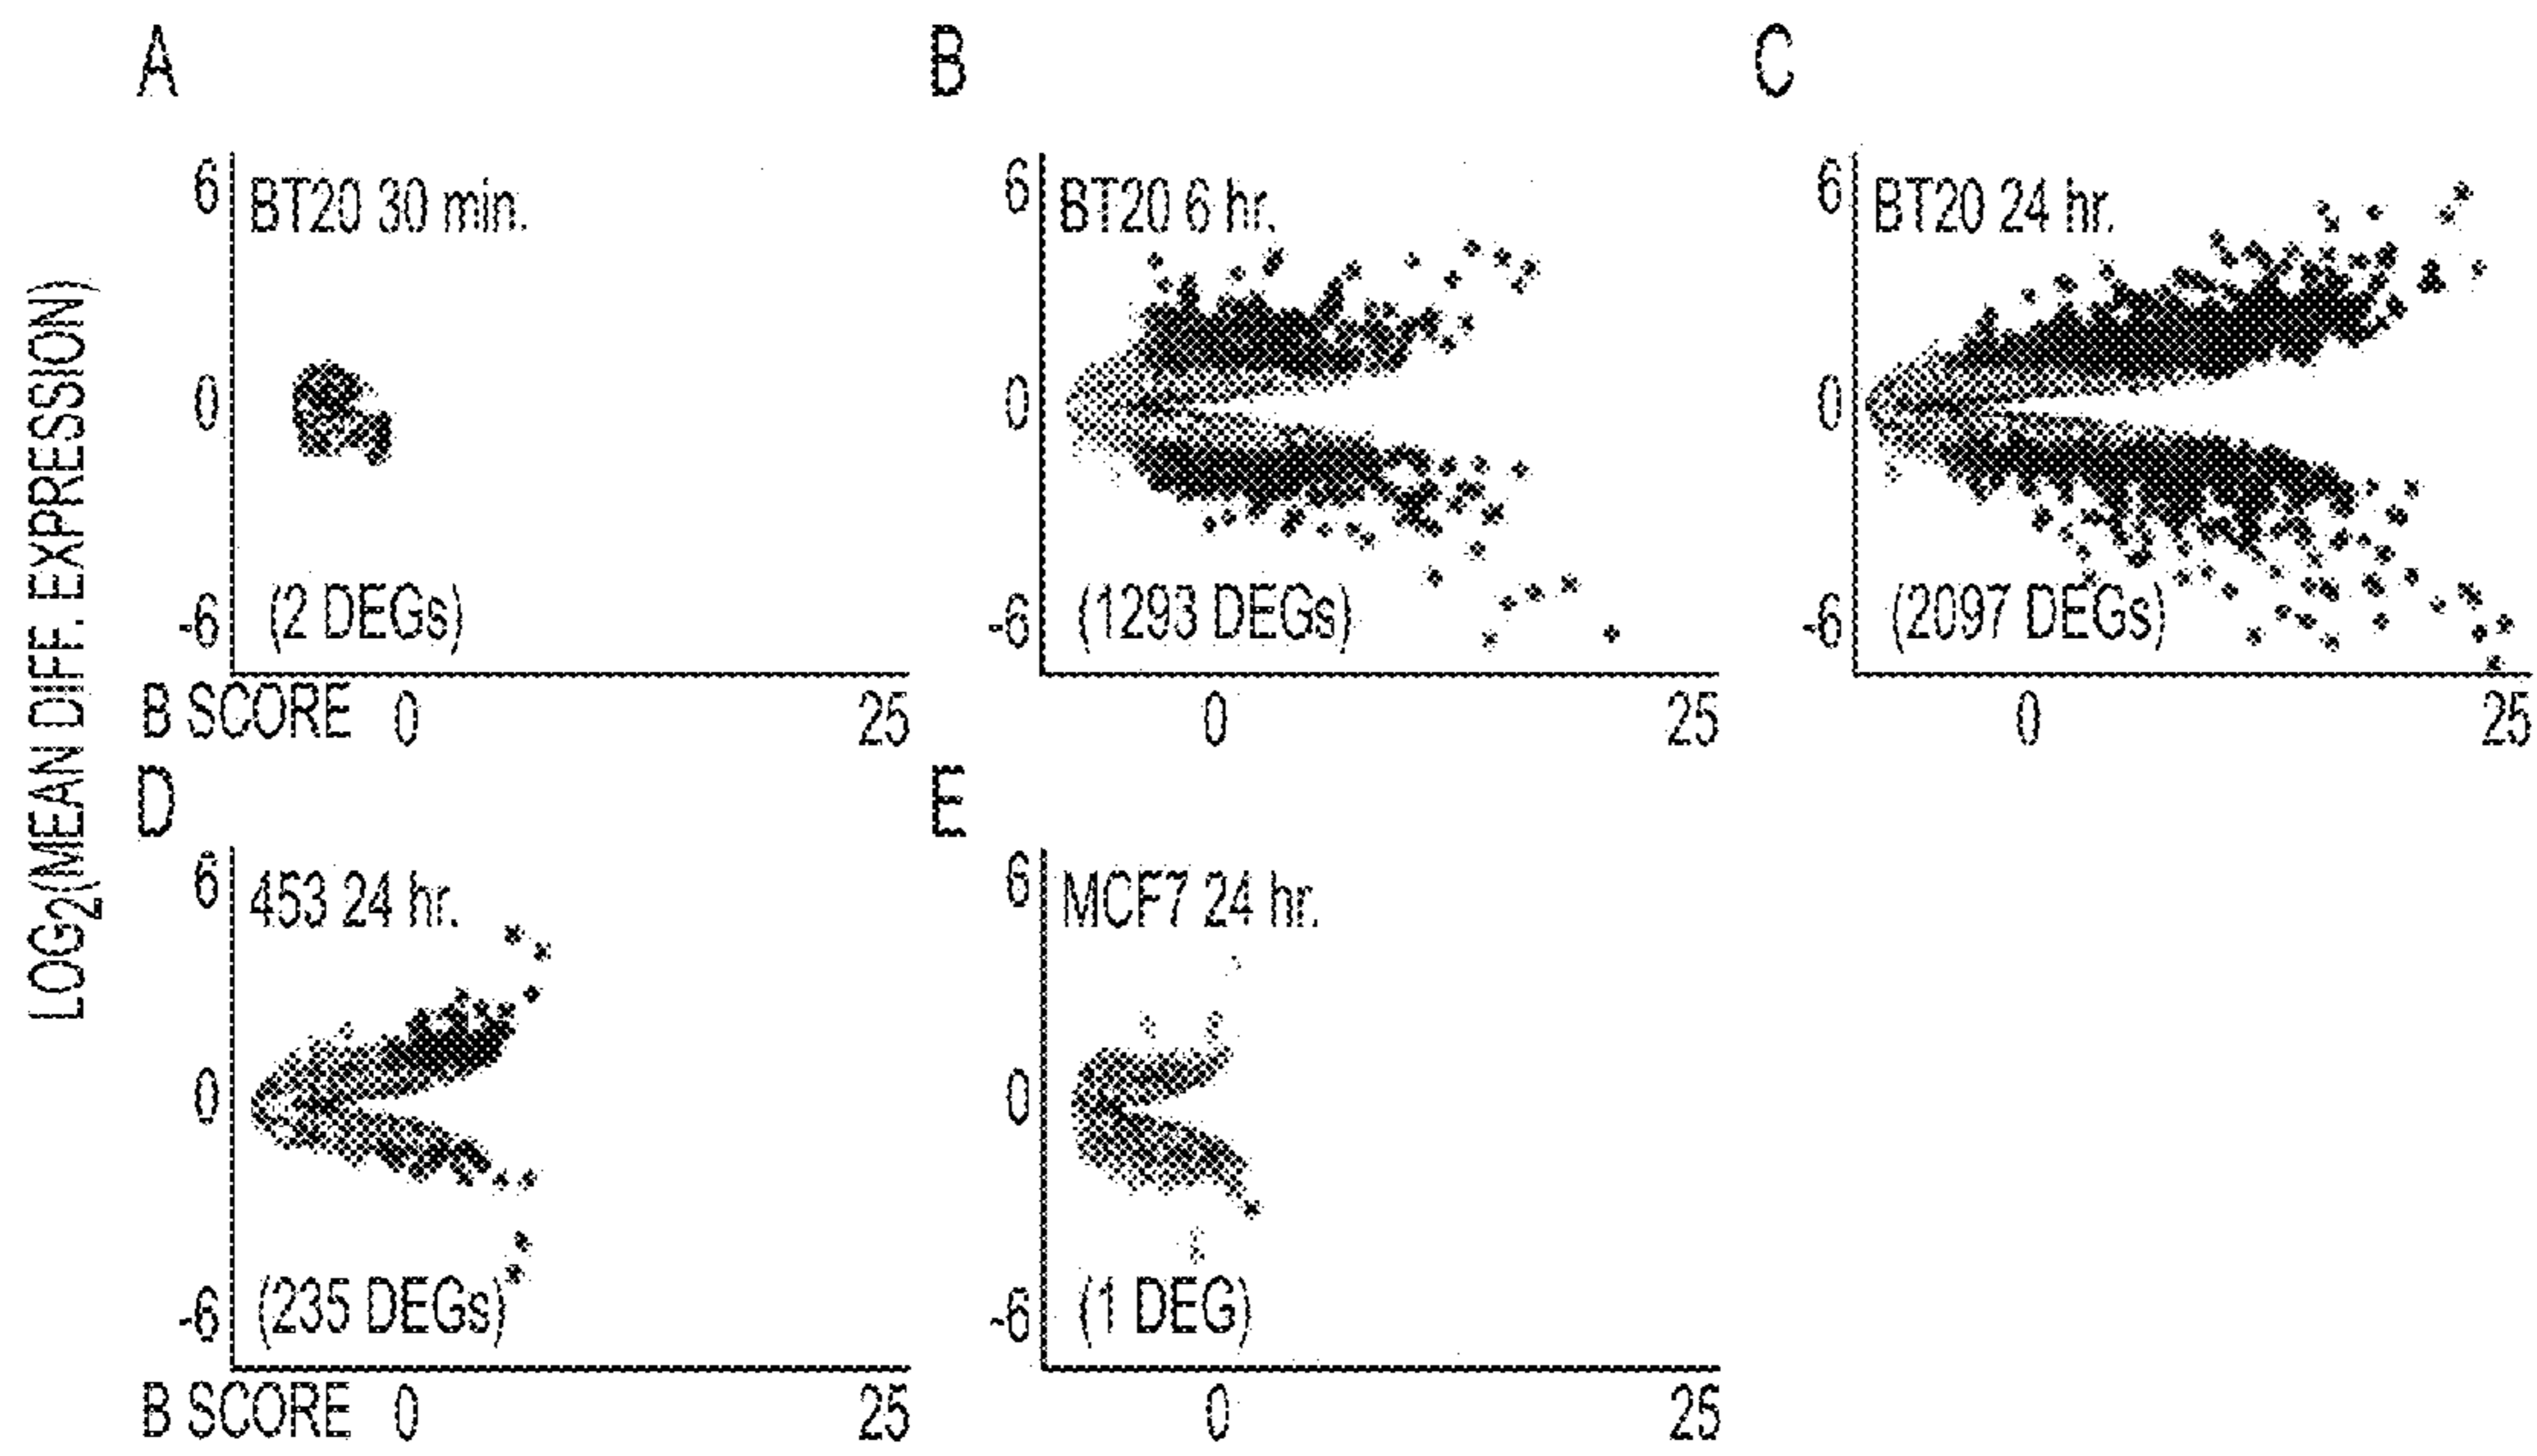 A
B
C
LOG2(MEAN DIFF. EXPRESSION)
6
BT20 30 min.
0
-6
(2 DEGs)
B SCORE
0
25
6
BT20 6 hr.
0
-6
(1293 DEGs)
0
25
6
BT20 24 hr.
0
-6
(2097 DEGs)
0
25
D
E
6
453 24 hr.
0
-6
(235 DEGs)
B SCORE
0
25
6
MCF7 24 hr.
0
-6
(1 DEG)
0
25